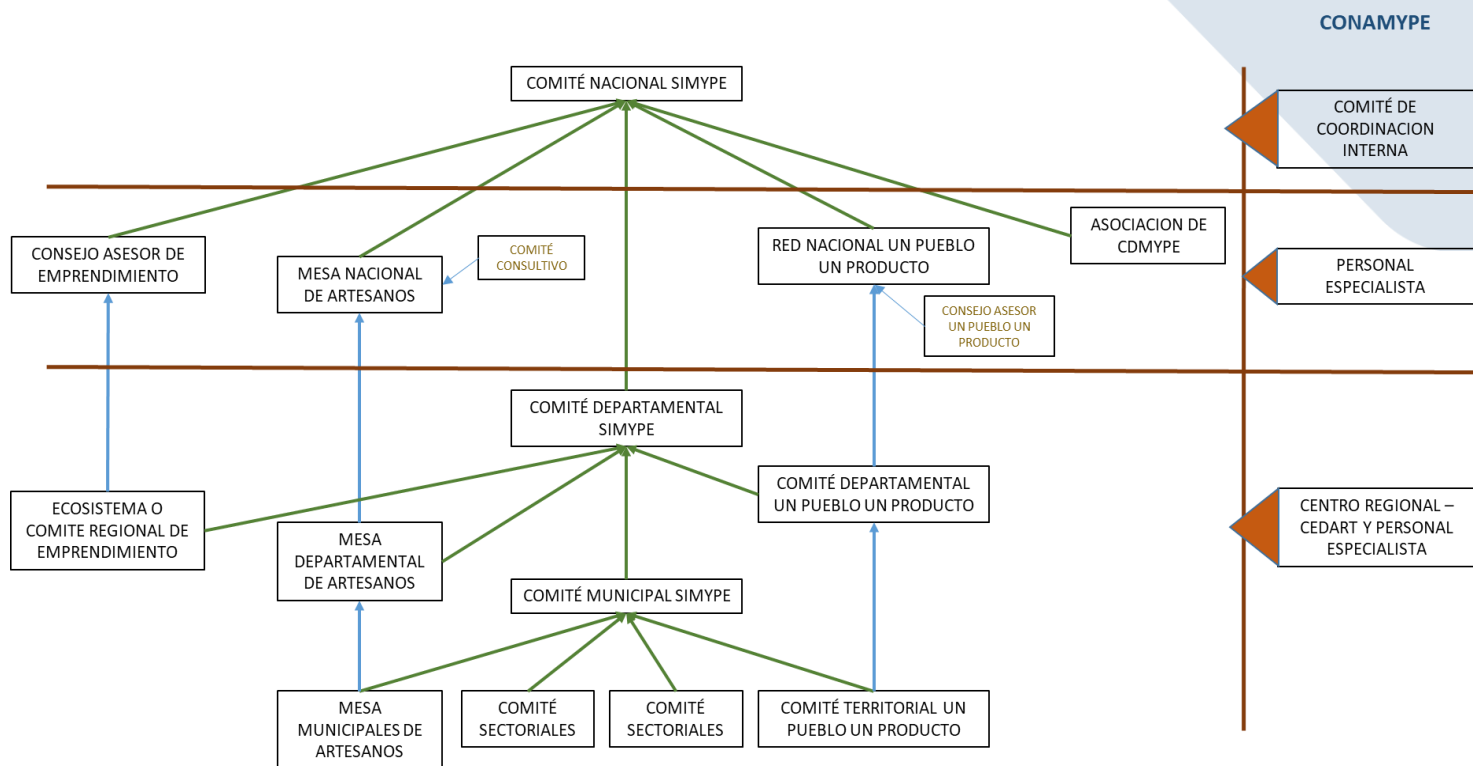 CONAMYPE
COMITÉ NACIONAL SIMYPE
COMITÉ DE
COORDINACION
INTERNA
CONSEJO ASESOR DE
EMPRENDIMIENTO
MESA NACIONAL
DE ARTESANOS
COMITÉ
CONSULTIVO
RED NACIONAL UN PUEBLO
UN PRODUCTO
CONSEJO ASESOR
UN PUEBLO UN
PRODUCTO
ASOCIACION DE
CDMYPE
PERSONAL
ESPECIALISTA
COMITÉ DEPARTAMENTAL
SIMYPE
ECOSISTEMA O
COMITE REGIONAL DE
EMPRENDIMIENTO
MESA
DEPARTAMENTAL
DE ARTESANOS
COMITÉ DEPARTAMENTAL
UN PUEBLO UN PRODUCTO
CENTRO REGIONAL –
CEDART Y PERSONAL
ESPECIALISTA
COMITÉ MUNICIPAL SIMYPE
MESA
MUNICIPALES DE
ARTESANOS
COMITÉ
SECTORIALES
COMITÉ
SECTORIALES
COMITÉ TERRITORIAL UN
PUEBLO UN PRODUCTO